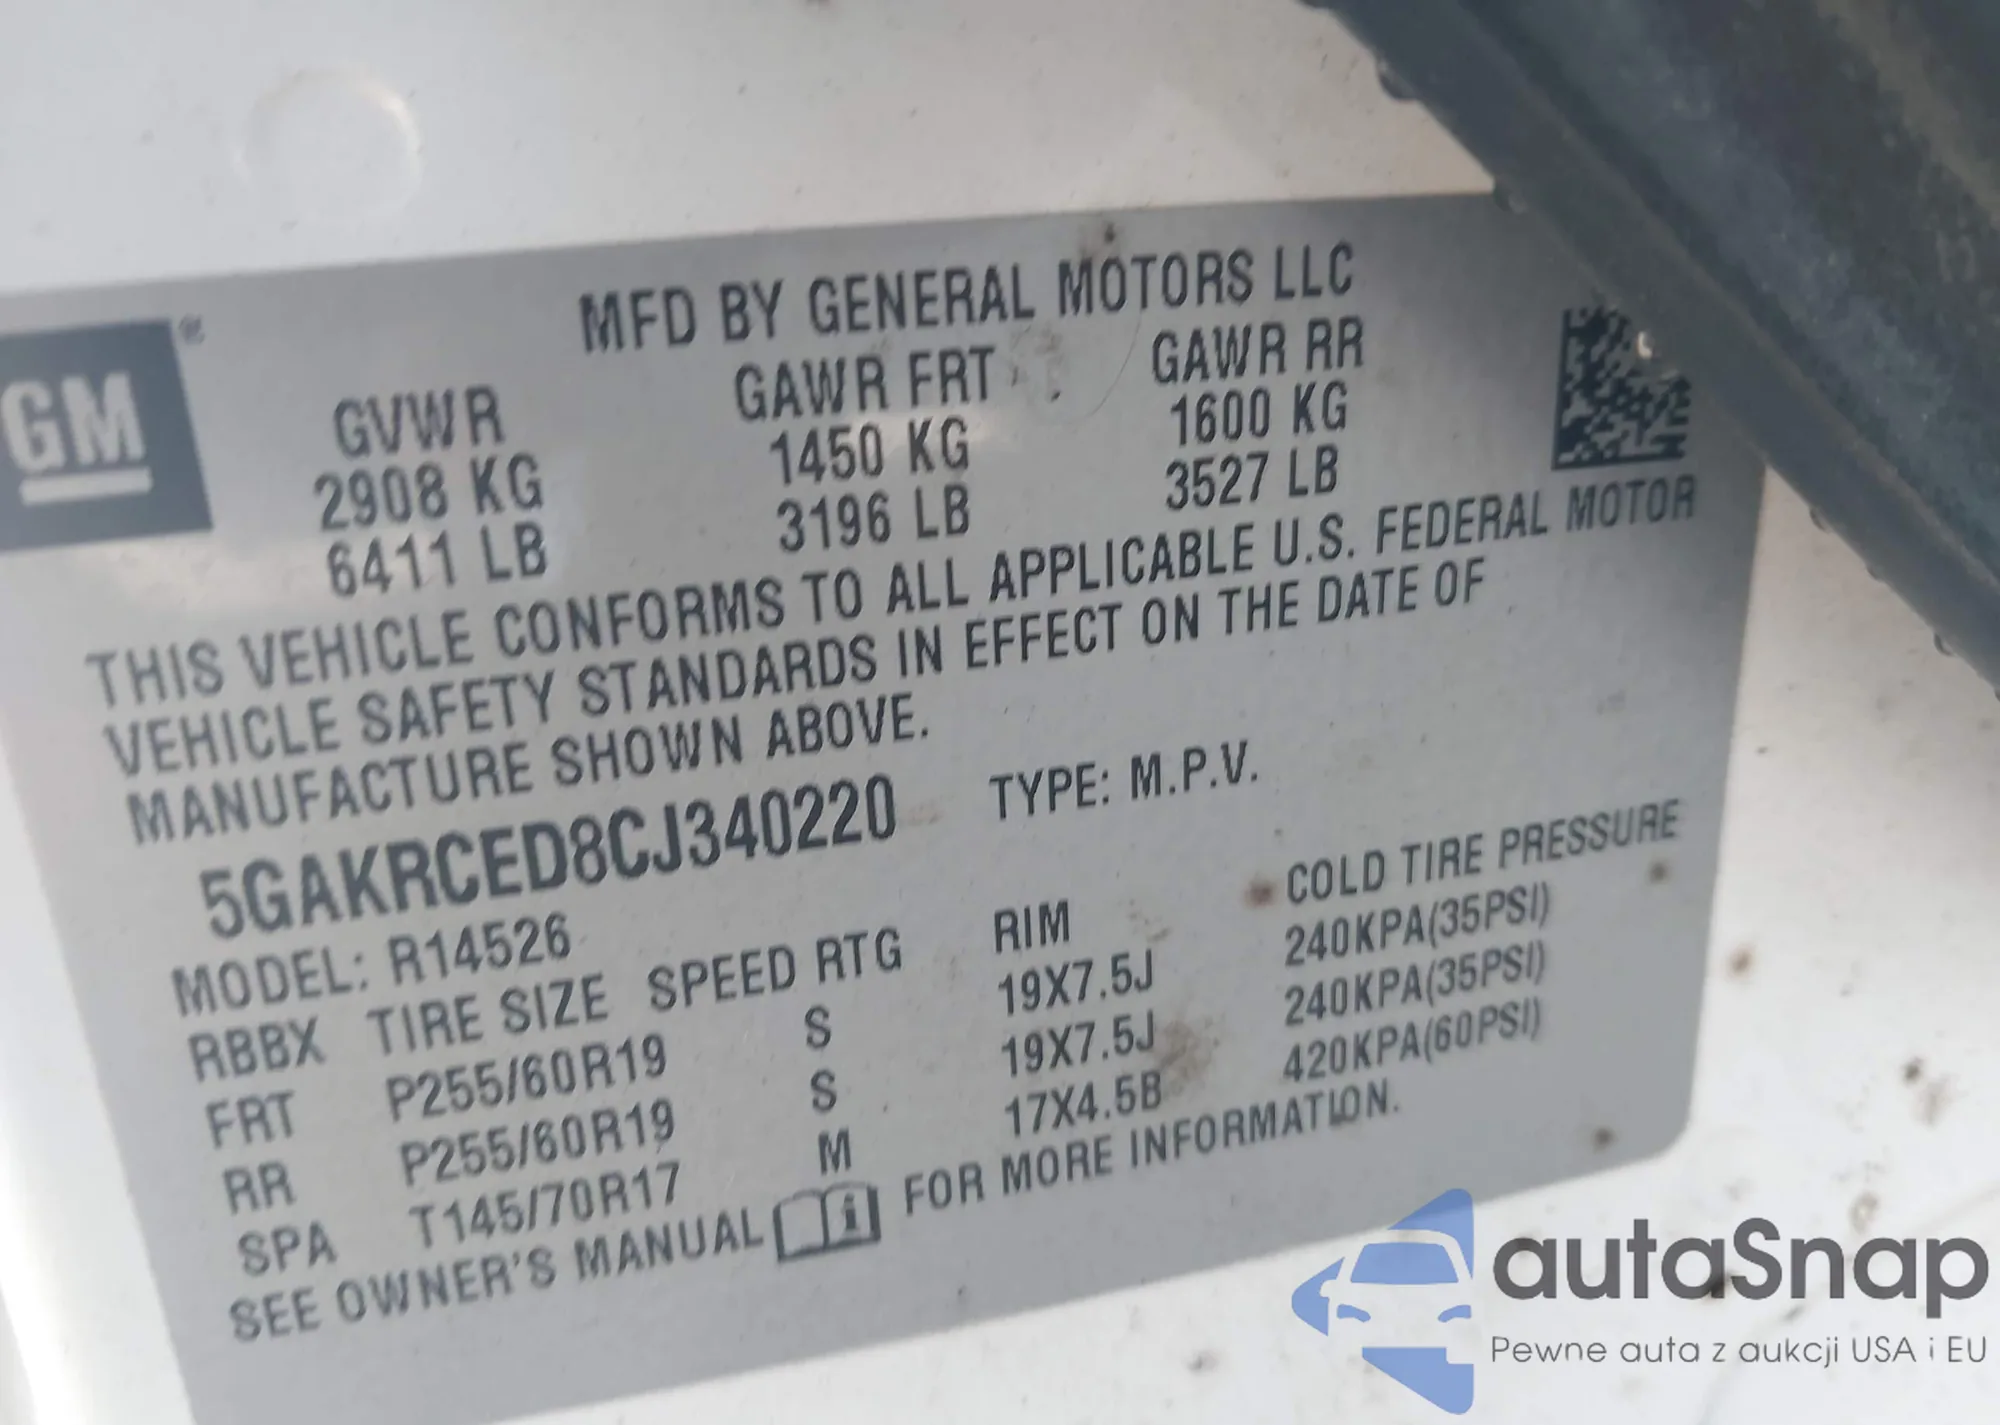 MFD BY GENERAL MOTORS LLC
GM ®
GVWR GAWR FRT GAWR RR
2908 KG 1450 KG 1600 KG
6411 LB 3196 LB 3527 LB
THIS VEHICLE CONFORMS TO ALL APPLICABLE U.S. FEDERAL MOTOR
VEHICLE SAFETY STANDARDS IN EFFECT ON THE DATE OF
MANUFACTURE SHOWN ABOVE.
5GAKRCED8CJ340220 TYPE: M.P.V.
MODEL: R14526
RBBX TIRE SIZE SPEED RTG RIM COLD TIRE PRESSURE
FRT P255/60R19 S 19X7.5J 240KPA(35PSI)
RR P255/60R19 S 19X7.5J 240KPA(35PSI)
SPA T145/70R17 M 17X4.5B 420KPA(60PSI)
SEE OWNER'S MANUAL i FOR MORE INFORMATION.
autoSnap
Pewne auta z aukcji USA i EU